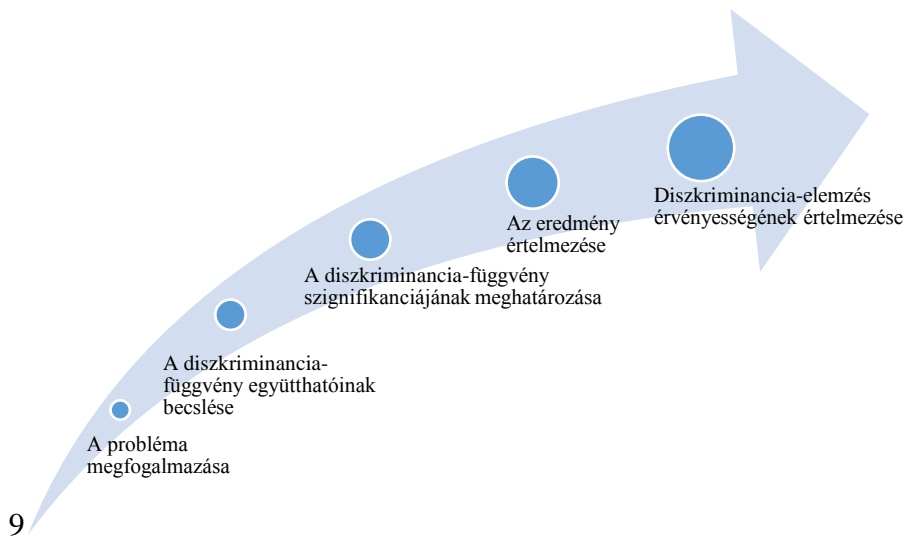 A probléma
megfogalmazása
A diszkriminancia-
függvény együtthatóinak
becslése
A diszkriminancia-függvény
szignifikanciájának meghatározása
Az eredmény
értelmezése
Diszkriminancia-elemzés
érvényességének értelmezése
9